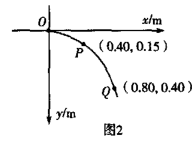 O
x/m
P
(0.40, 0.15)
Q
(0.80, 0.40)
y/m
图2